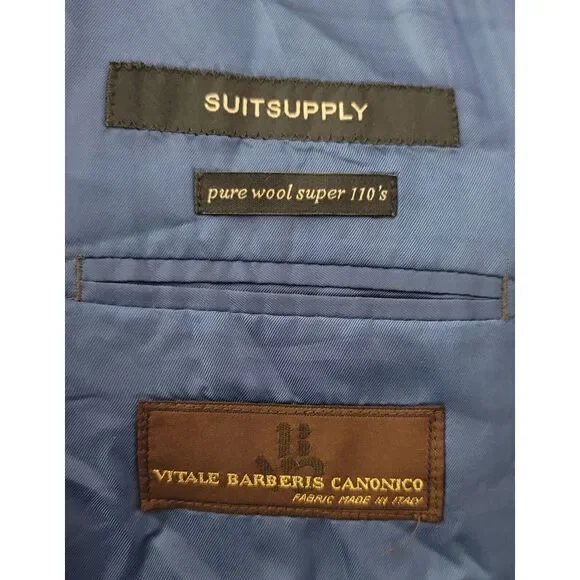 SUITSUPPLY
pure wool super 110's
VITALE BARBERIS CANONICO
FABRIC MADE IN ITALY